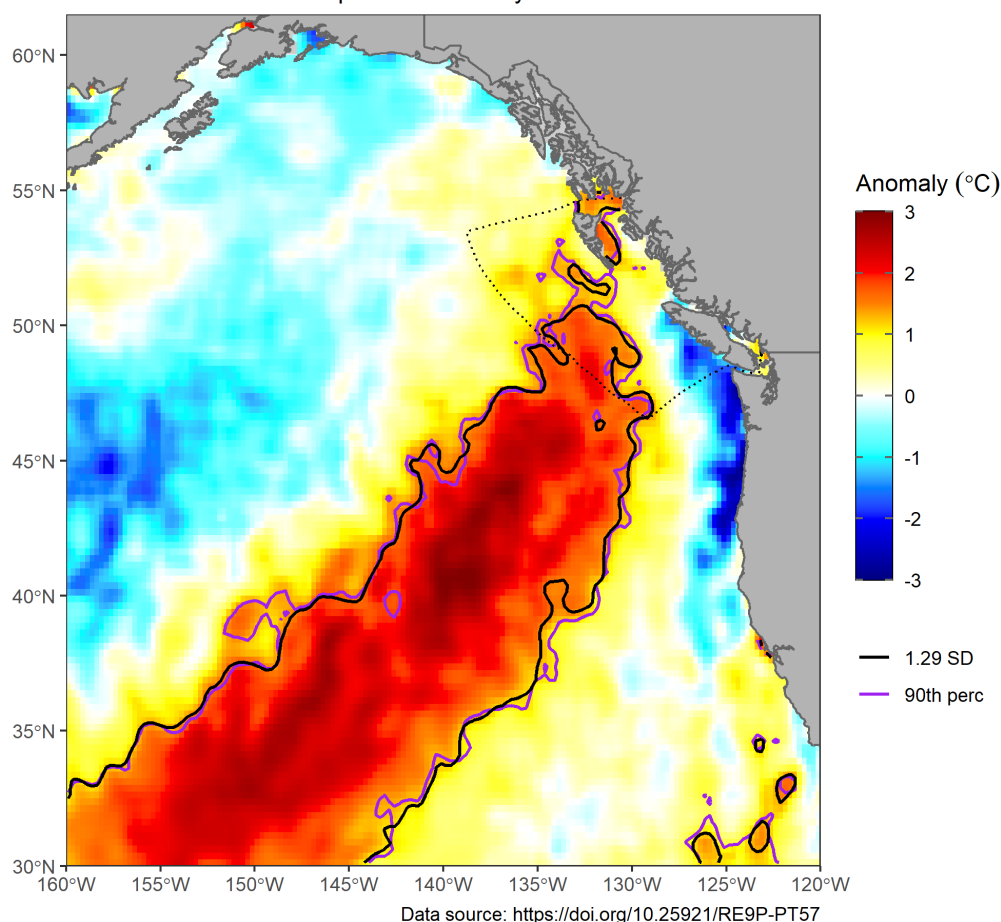 60°N
55°N
50°N
45°N
40°N
35°N
30°N
160°W 155°W 150°W 145°W 140°W 135°W 130°W 125°W 120°W
Anomaly (°C)
3
2
1
0
-1
-2
-3
1.29 SD
90th perc
Data source: https://doi.org/10.25921/RE9P-PT57